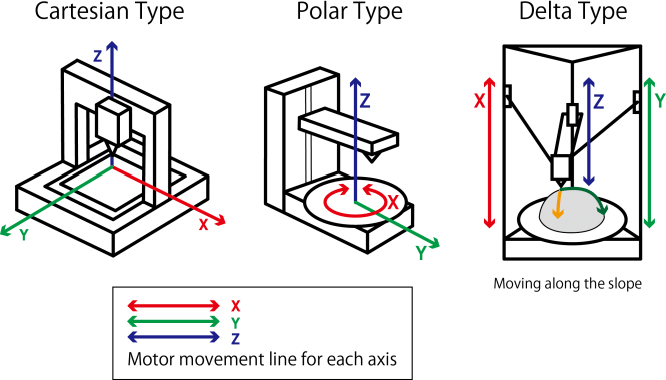 Cartesian Type
Polar Type
Delta Type
Z
X
Y
Z
X
Y
X
Z
Y
Moving along the slope
X
Y
Z
Motor movement line for each axis